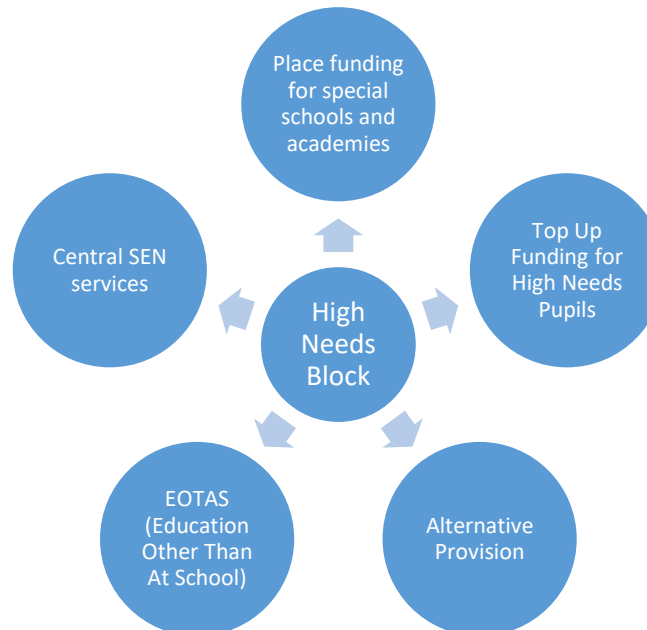 Place funding
for special
schools and
academies
Top Up
Funding for
High Needs
Pupils
Central SEN
services
High
Needs
Block
EOTAS
(Education
Other Than
At School)
Alternative
Provision